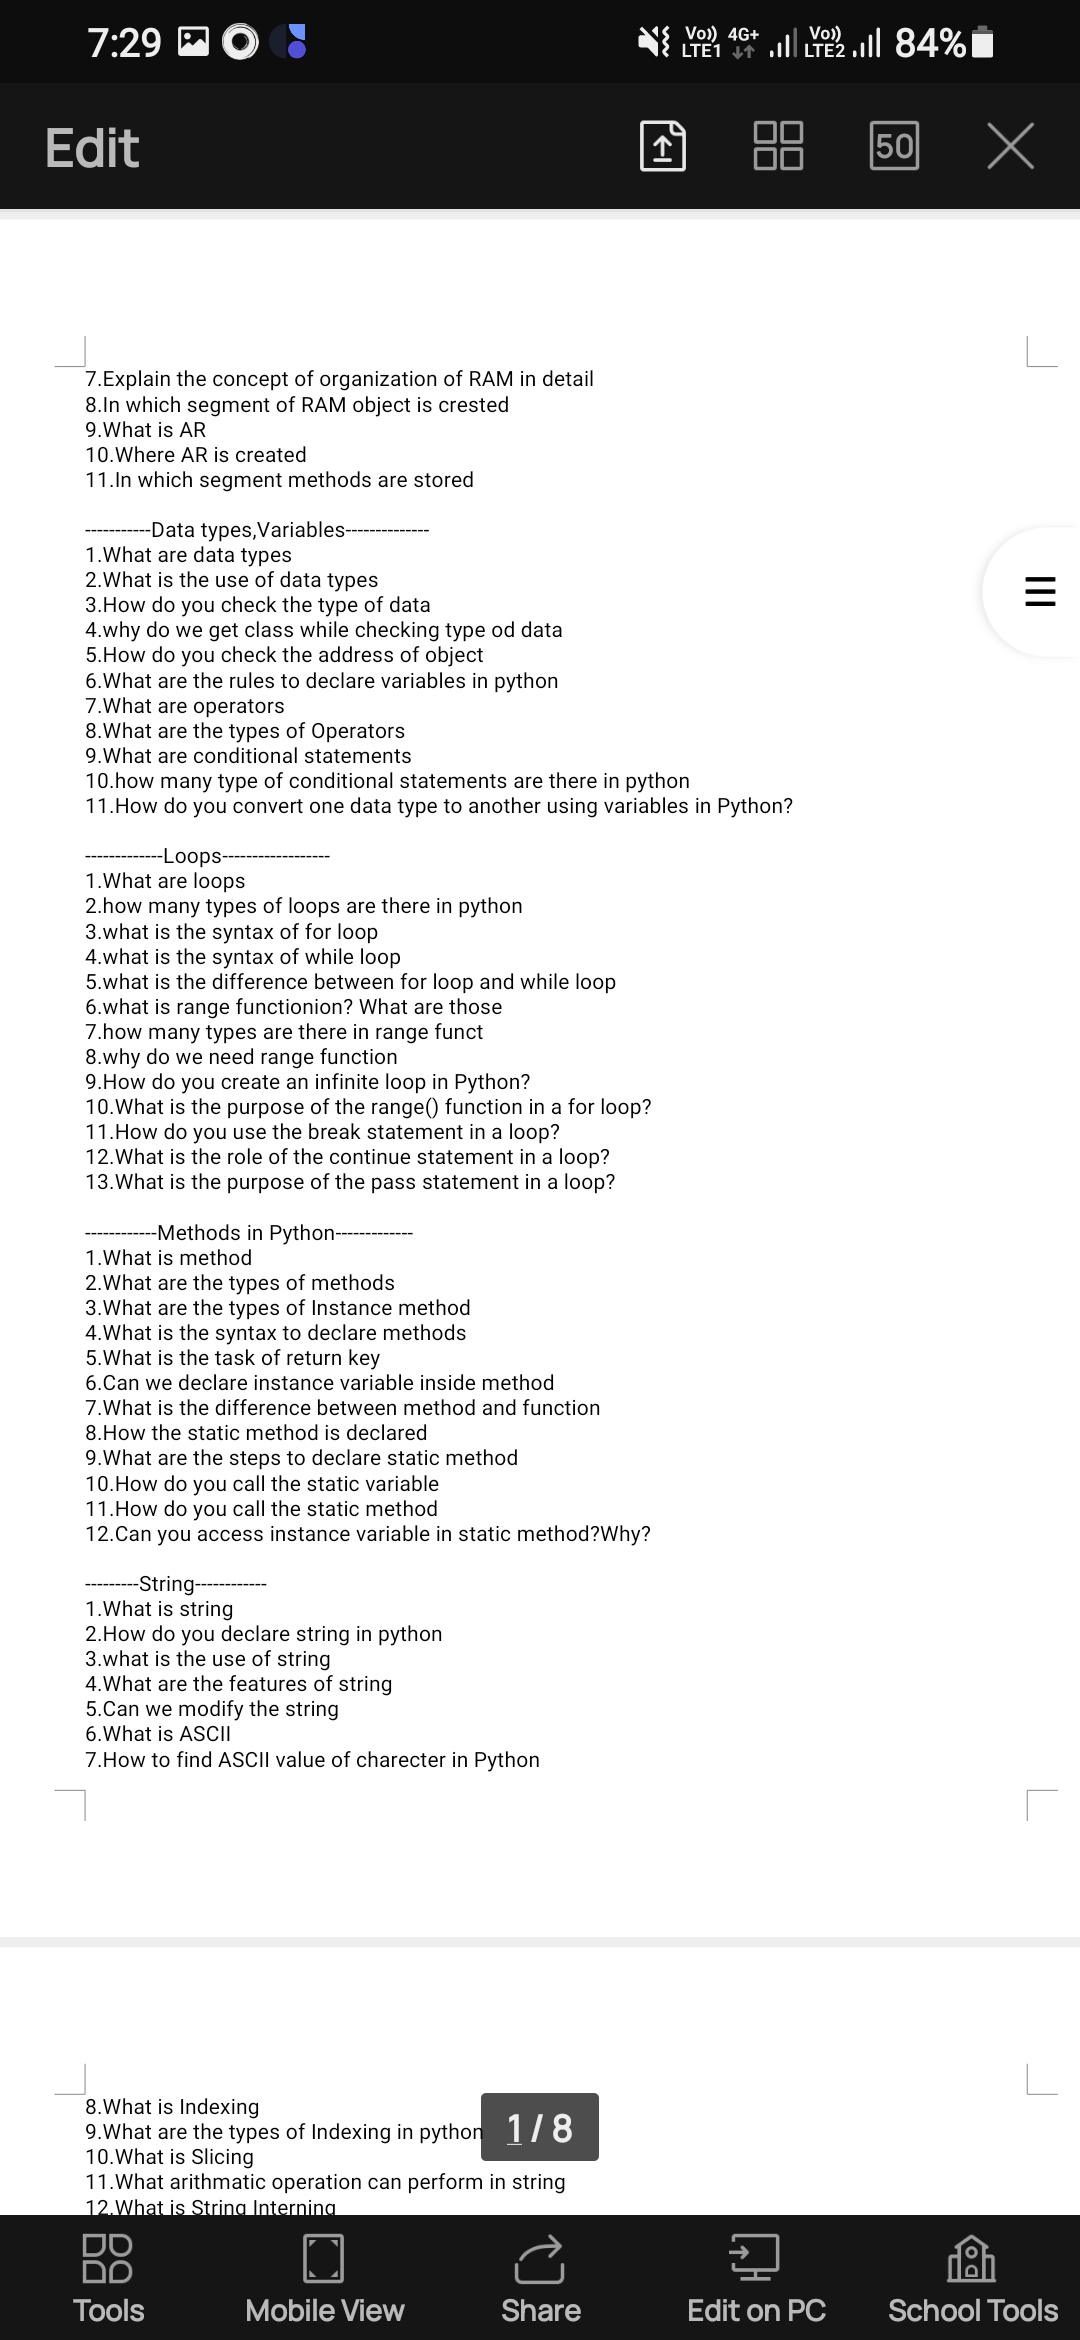 7:29
Vo)) 4G+ Vo)) 84%
LTE1 LTE2
Edit
50
7.Explain the concept of organization of RAM in detail
8.In which segment of RAM object is crested
9.What is AR
10.Where AR is created
11.In which segment methods are stored
-----------Data types,Variables--------------
1.What are data types
2.What is the use of data types
3.How do you check the type of data
4.why do we get class while checking type od data
5.How do you check the address of object
6.What are the rules to declare variables in python
7.What are operators
8.What are the types of Operators
9.What are conditional statements
10.how many type of conditional statements are there in python
11.How do you convert one data type to another using variables in Python?
-------------Loops------------------
1.What are loops
2.how many types of loops are there in python
3.what is the syntax of for loop
4.what is the syntax of while loop
5.what is the difference between for loop and while loop
6.what is range functionion? What are those
7.how many types are there in range funct
8.why do we need range function
9.How do you create an infinite loop in Python?
10.What is the purpose of the range() function in a for loop?
11.How do you use the break statement in a loop?
12.What is the role of the continue statement in a loop?
13.What is the purpose of the pass statement in a loop?
------------Methods in Python-------------
1.What is method
2.What are the types of methods
3.What are the types of Instance method
4.What is the syntax to declare methods
5.What is the task of return key
6.Can we declare instance variable inside method
7.What is the difference between method and function
8.How the static method is declared
9.What are the steps to declare static method
10.How do you call the static variable
11.How do you call the static method
12.Can you access instance variable in static method?Why?
---------String------------
1.What is string
2.How do you declare string in python
3.what is the use of string
4.What are the features of string
5.Can we modify the string
6.What is ASCII
7.How to find ASCII value of charecter in Python
8.What is Indexing
9.What are the types of Indexing in python
1 / 8
10.What is Slicing
11.What arithmatic operation can perform in string
12.What is String Interning
Tools Mobile View Share Edit on PC School Tools